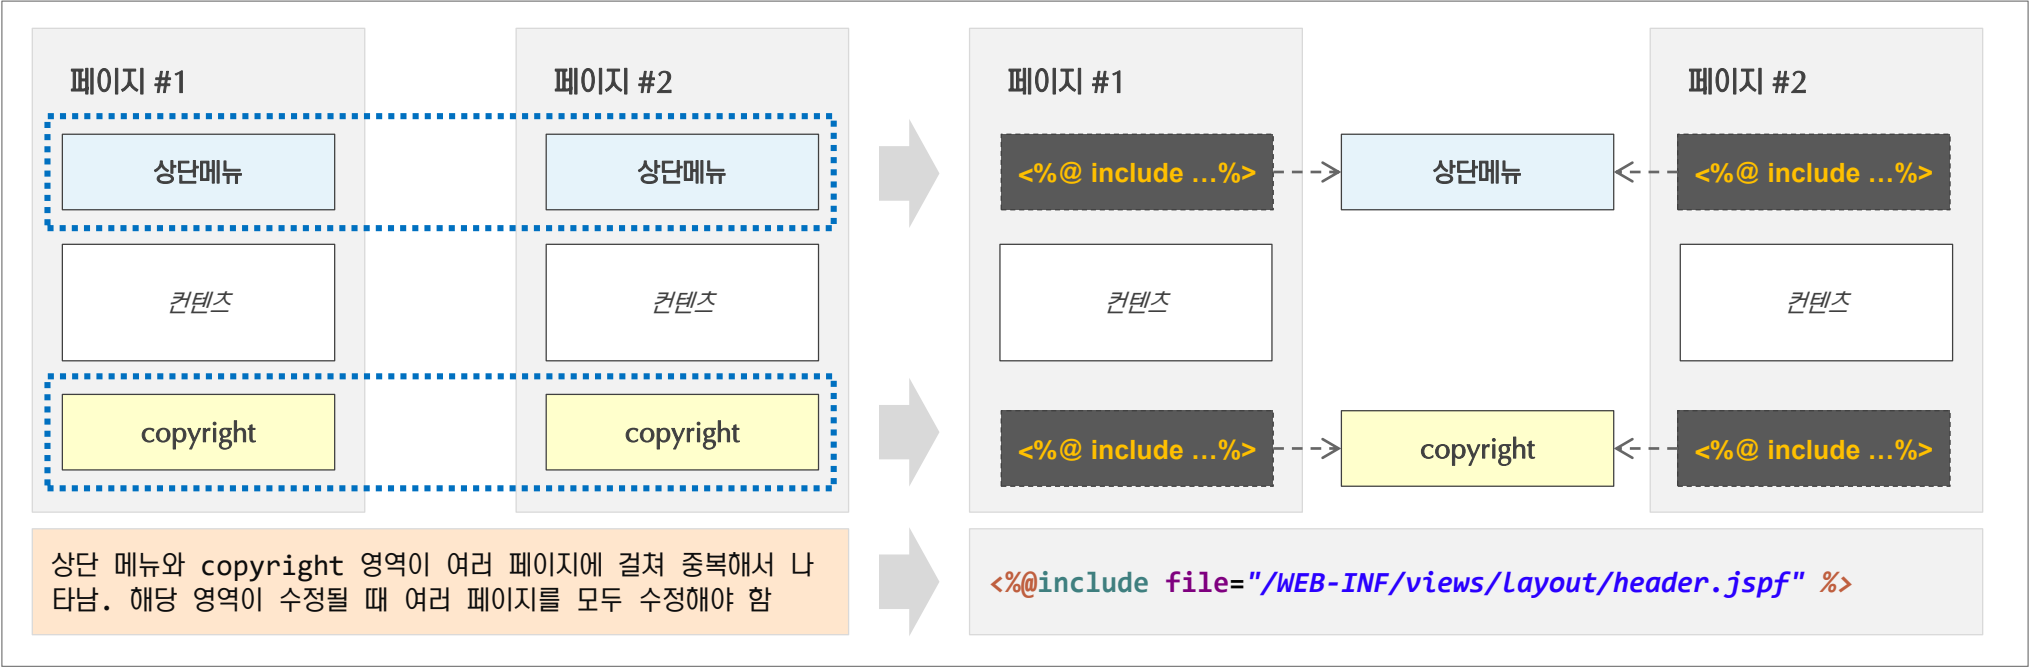 페이지 #1
상단메뉴
컨텐츠
copyright
페이지 #2
상단메뉴
컨텐츠
copyright
상단 메뉴와 copyright 영역이 여러 페이지에 걸쳐 중복해서 나
타남. 해당 영역이 수정될 때 여러 페이지를 모두 수정해야 함
페이지 #1
<%@ include ...%>
컨텐츠
<%@ include ...%>
상단메뉴
copyright
페이지 #2
<%@ include ...%>
컨텐츠
<%@ include ...%>
<%@include file="/WEB-INF/views/layout/header.jspf" %>